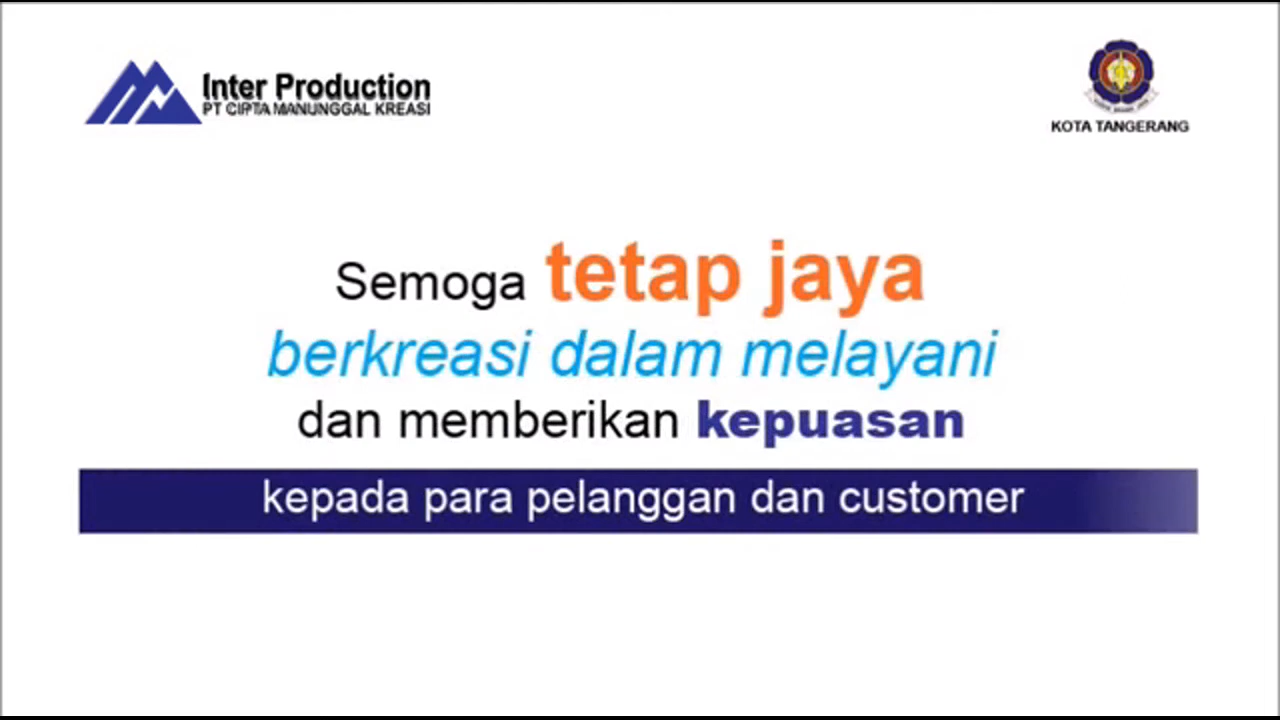 Inter Production
PT CIPTA MANUNGGAL KREASI
KOTA TANGERANG
Semoga tetap jaya
berkreasi dalam melayani
dan memberikan kepuasan
kepada para pelanggan dan customer